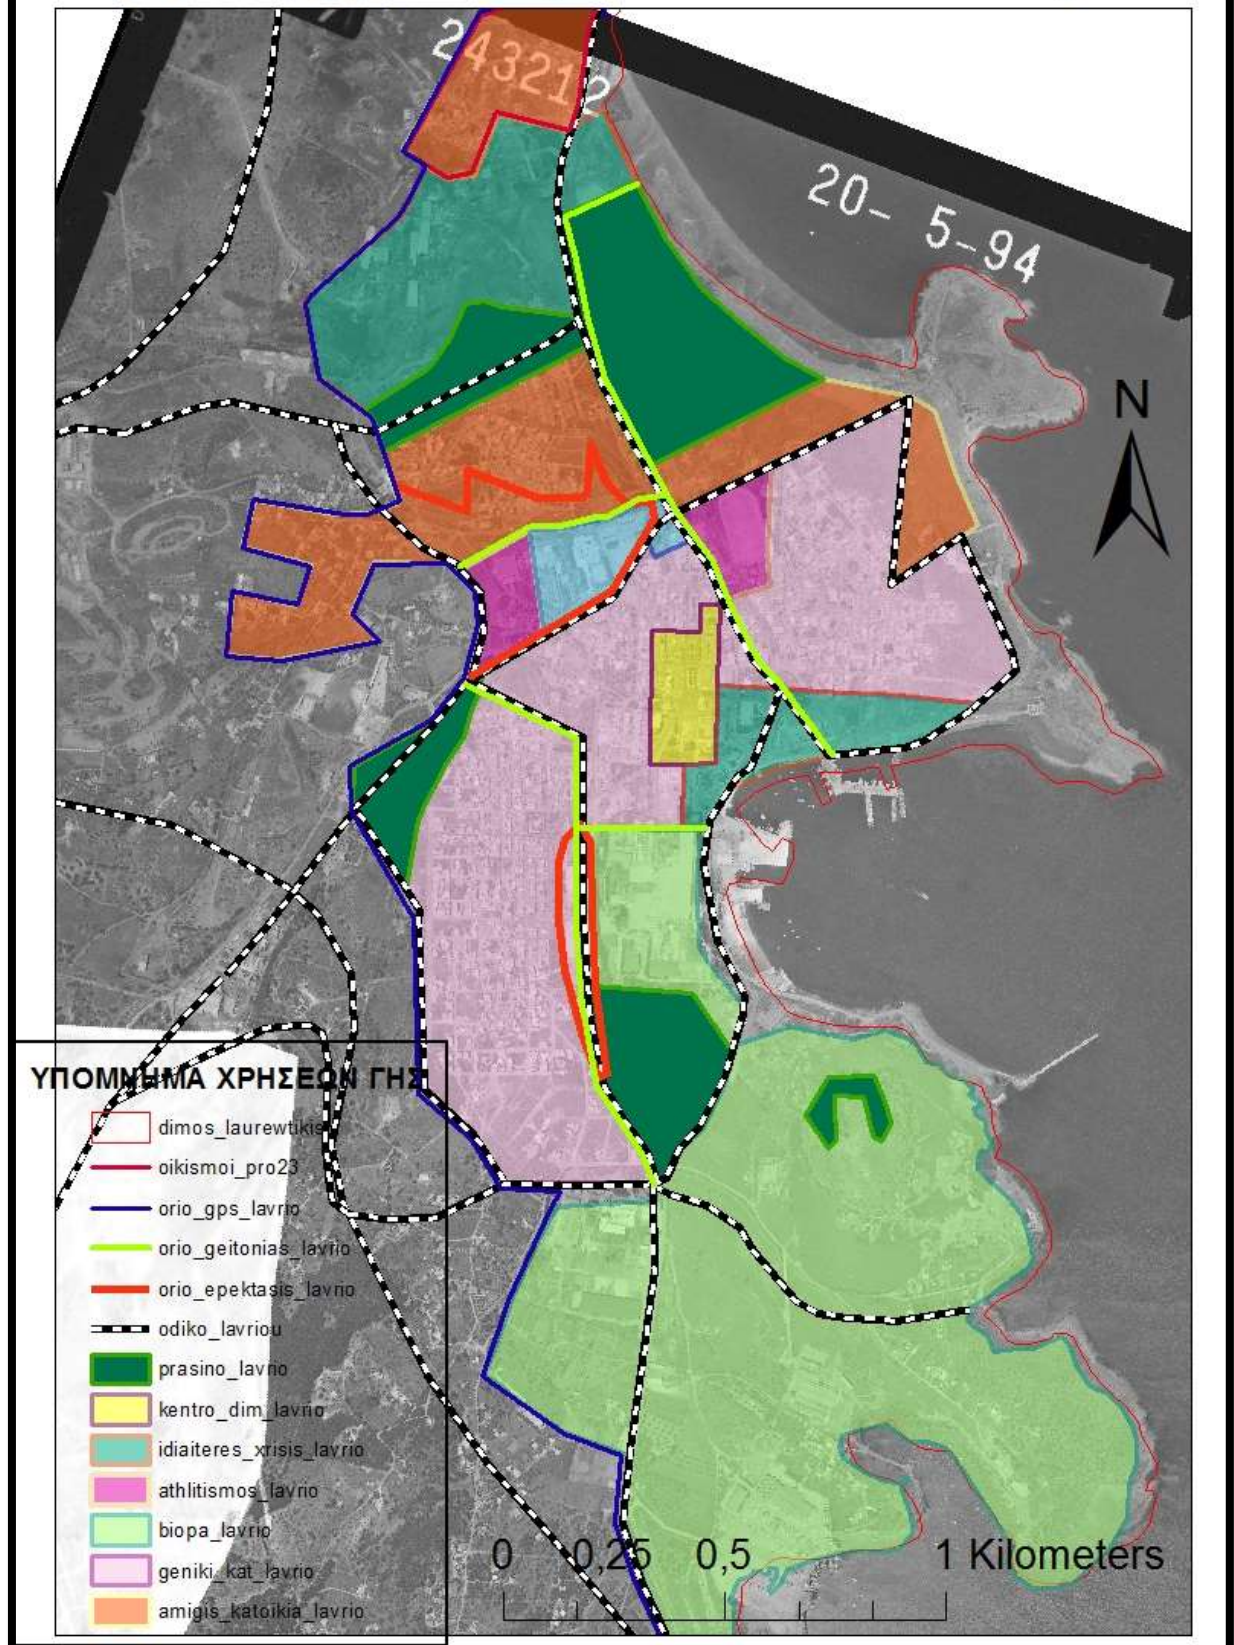 243212
20- 5-94
N
ΥΠΟΜΝΗΜΑ ΧΡΗΣΕΩΝ ΓΗΣ
dimos_laurewtikis
oikismoi_pro23
orio_gps_lavrio
orio_geitonias_lavrio
orio_epektasis_lavrio
odiko_lavriou
prasino_lavrio
kentro_dim_lavrio
idiaiteres_xrisis_lavrio
athlitismos_lavrio
biopa_lavrio
geniki_kat_lavrio
amigis_katoikia_lavrio
0 0,25 0,5 1 Kilometers